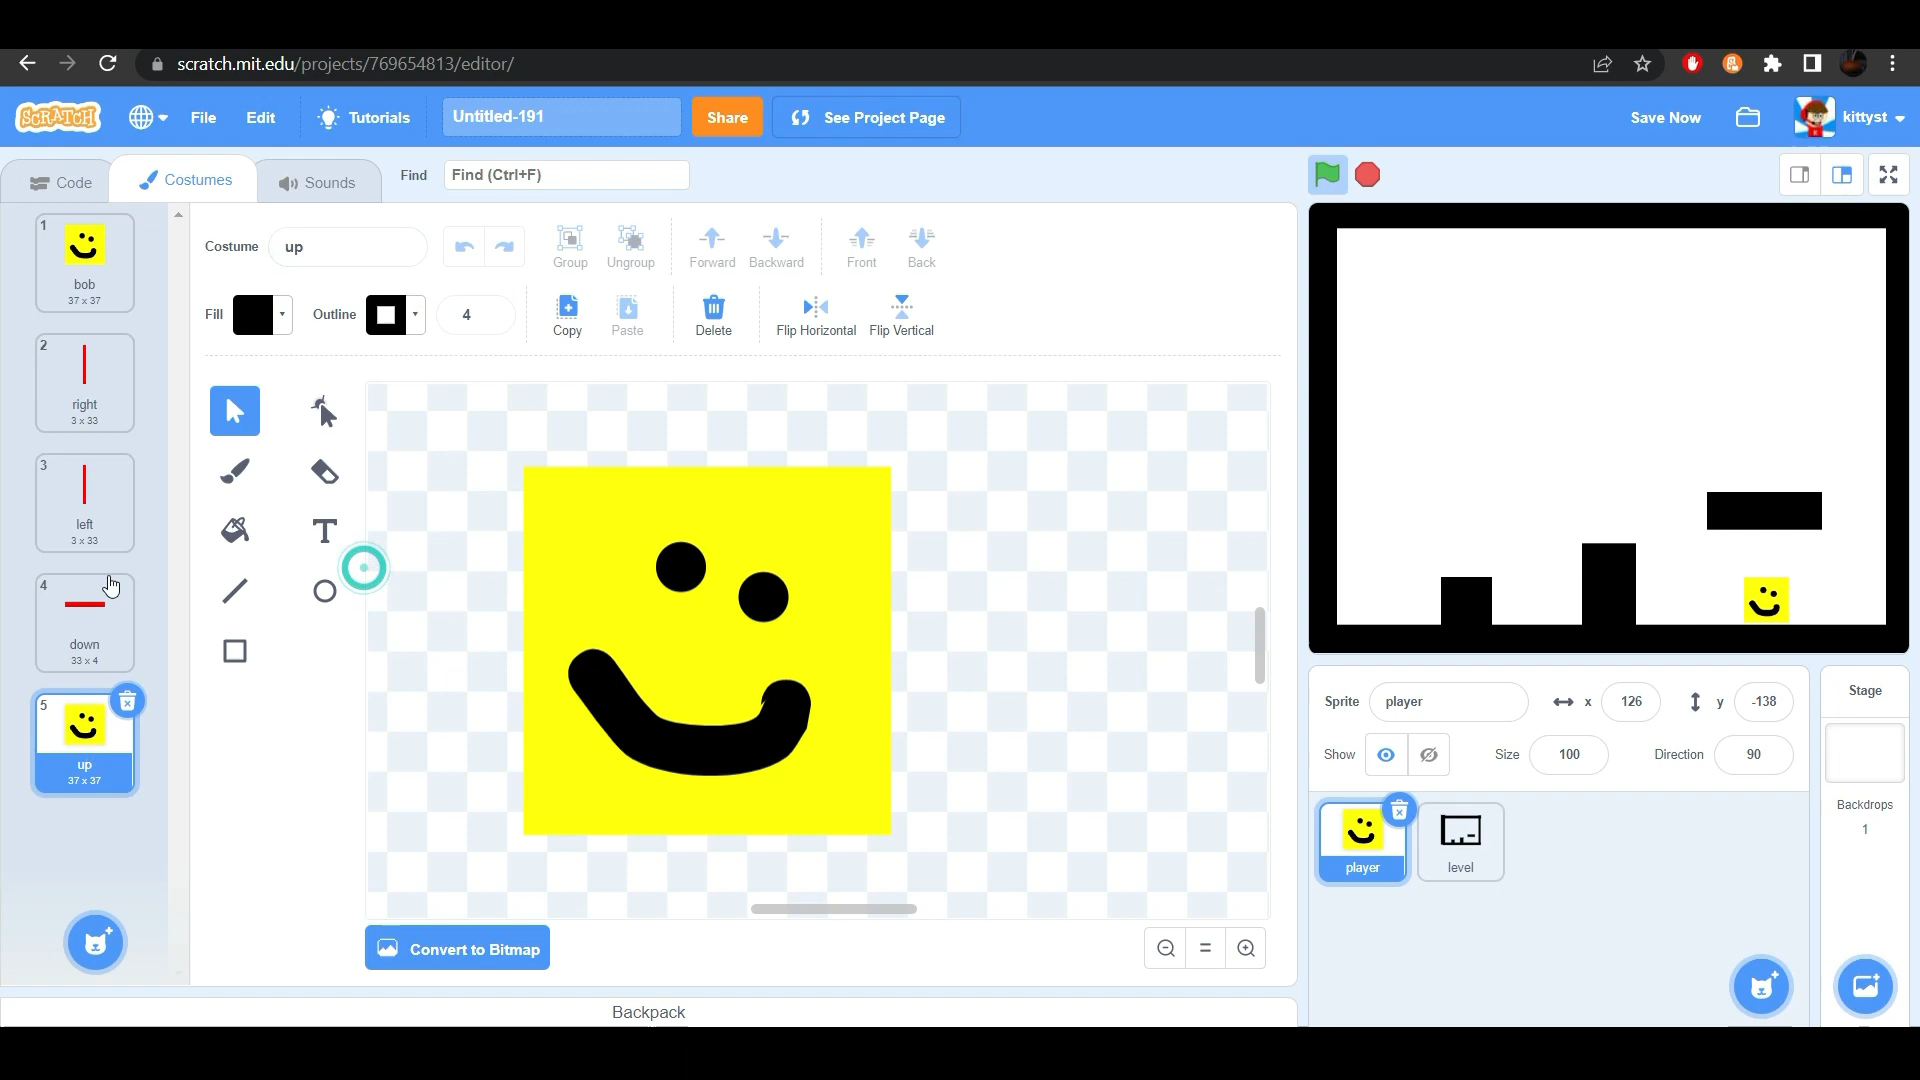 scratch.mit.edu/projects/769654813/editor/
SCRATCH
File
Edit
Tutorials
Untitled-191
Share
See Project Page
Save Now
kittyst
Code
Costumes
Sounds
Find
Find (Ctrl+F)
1
bob
37 x 37
2
right
3 x 33
3
left
3 x 33
4
down
33 x 4
5
up
37 x 37
Costume
up
Group
Ungroup
Forward
Backward
Front
Back
Fill
Outline
4
Copy
Paste
Delete
Flip Horizontal
Flip Vertical
T
Convert to Bitmap
Backpack
Sprite
player
x
126
y
-138
Show
Size
100
Direction
90
player
level
Stage
Backdrops
1